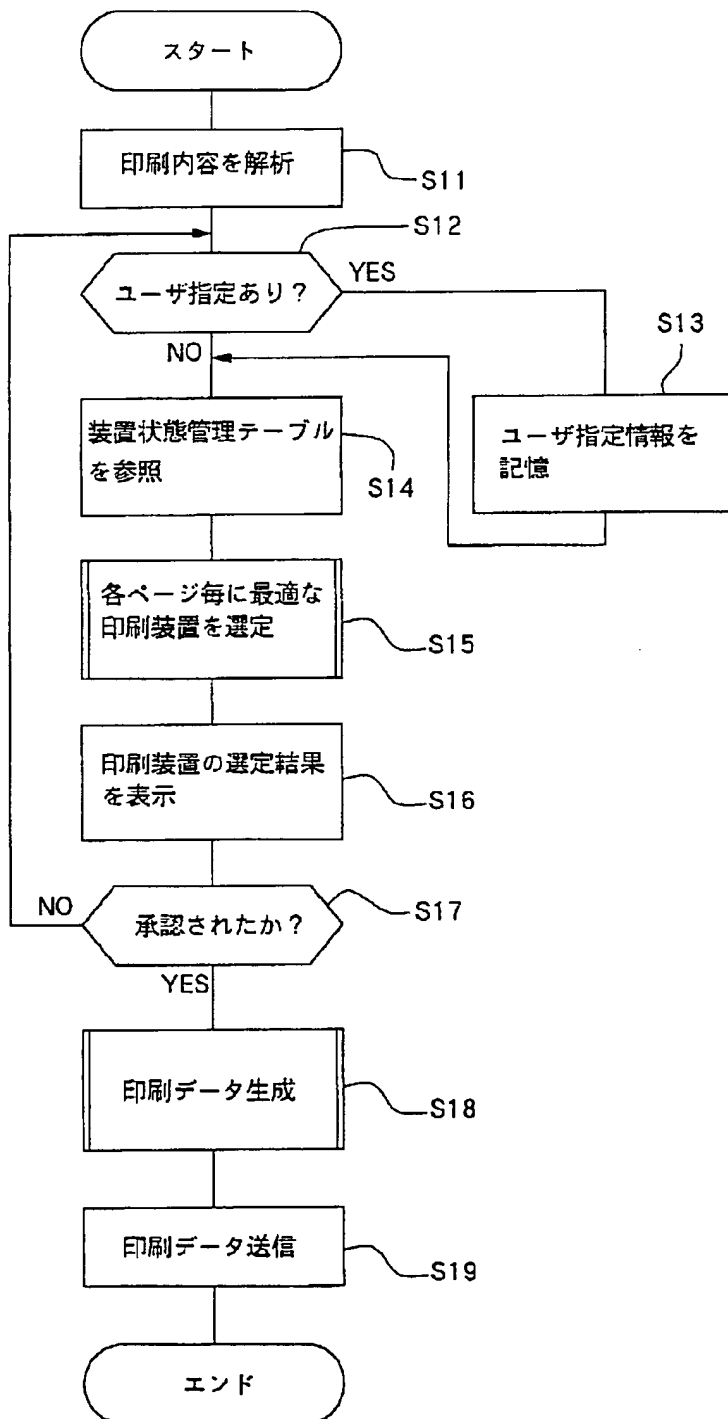 スタート
印刷内容を解析
S11
S12
ユーザ指定あり?
YES
NO
S13
ユーザ指定情報を
記憶
装置状態管理テーブル
を参照
S14
各ページ毎に最適な
印刷装置を選定
S15
印刷装置の選定結果
を表示
S16
NO
承認されたか?
S17
YES
印刷データ生成
S18
印刷データ送信
S19
エンド